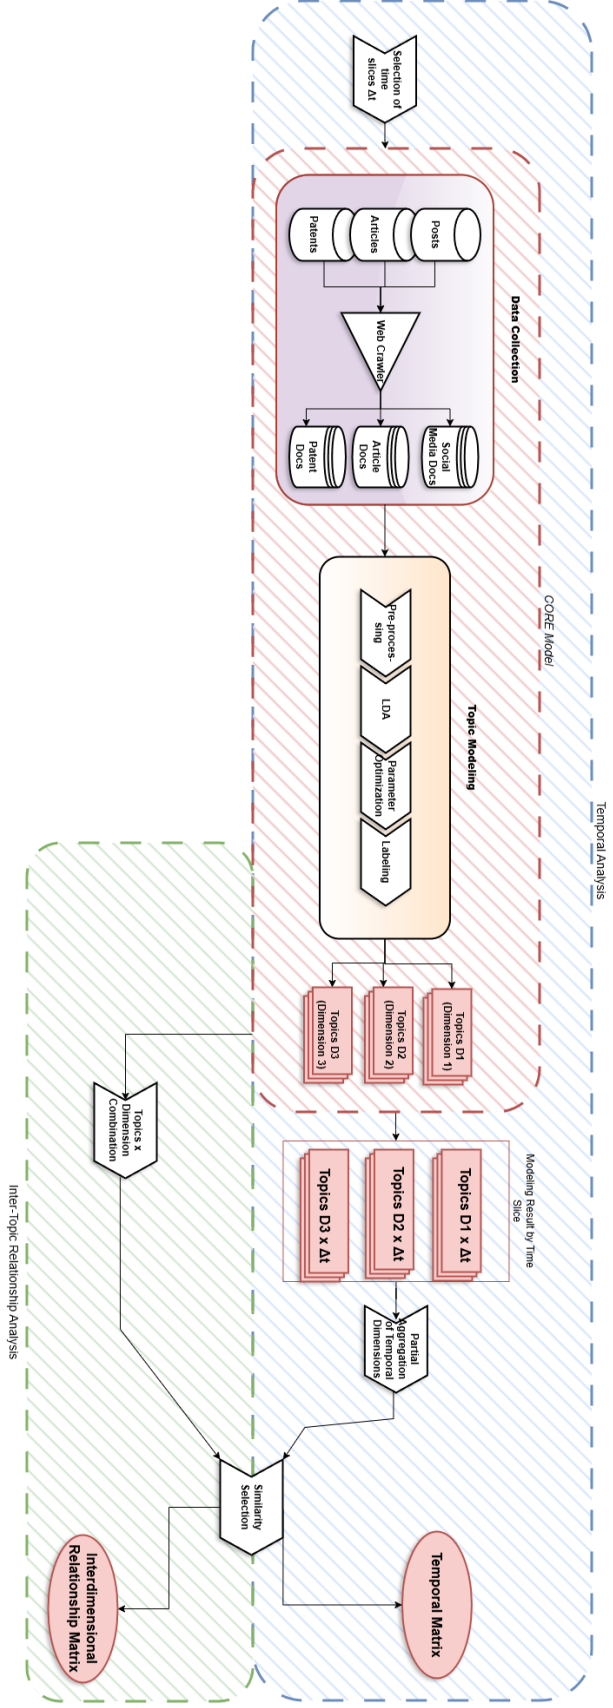 Temporal Analysis
CORE Model
Selection of
time
slices Δt
Data Collection
Posts
Articles
Patents
Web Crawler
Social
Media Docs
Article
Docs
Patent
Docs
Topic Modeling
Pre-proces-
sing
LDA
Parameter
Optimization
Labeling
Topics D1
(Dimension 1)
Topics D2
(Dimension 2)
Topics D3
(Dimension 3)
Modeling Result by Time
Slice
Topics D1 x Δt
Topics D2 x Δt
Topics D3 x Δt
Partial
Aggregation
of Temporal
Dimensions
Topics x
Dimension
Combination
Similarity
Selection
Temporal Matrix
Interdimensional
Relationship Matrix
Inter-Topic Relationship Analysis